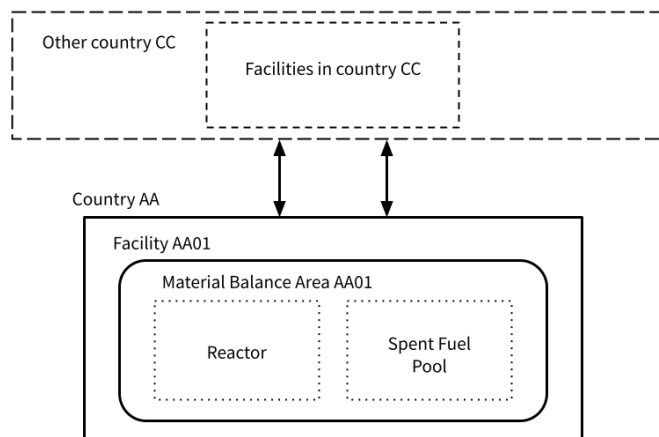 Other country CC
Facilities in country CC
Country AA
Facility AA01
Material Balance Area AA01
Reactor
Spent Fuel
Pool